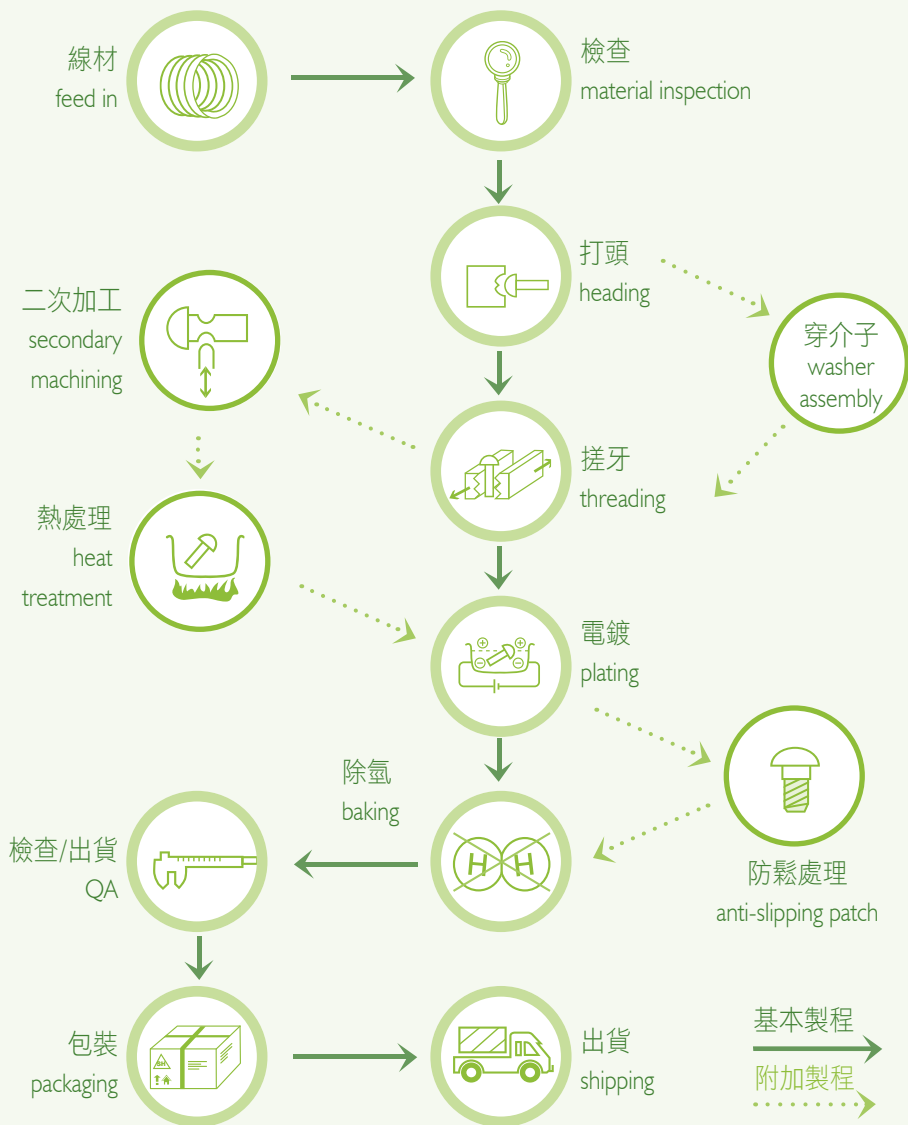 線材
feed in
檢查
material inspection
打頭
heading
二次加工
secondary
machining
穿介子
washer
assembly
搓牙
threading
熱處理
heat
treatment
電鍍
plating
除氫
baking
H H
檢查/出貨
QA
防鬆處理
anti-slipping patch
包裝
packaging
BH
出貨
shipping
基本製程
附加製程